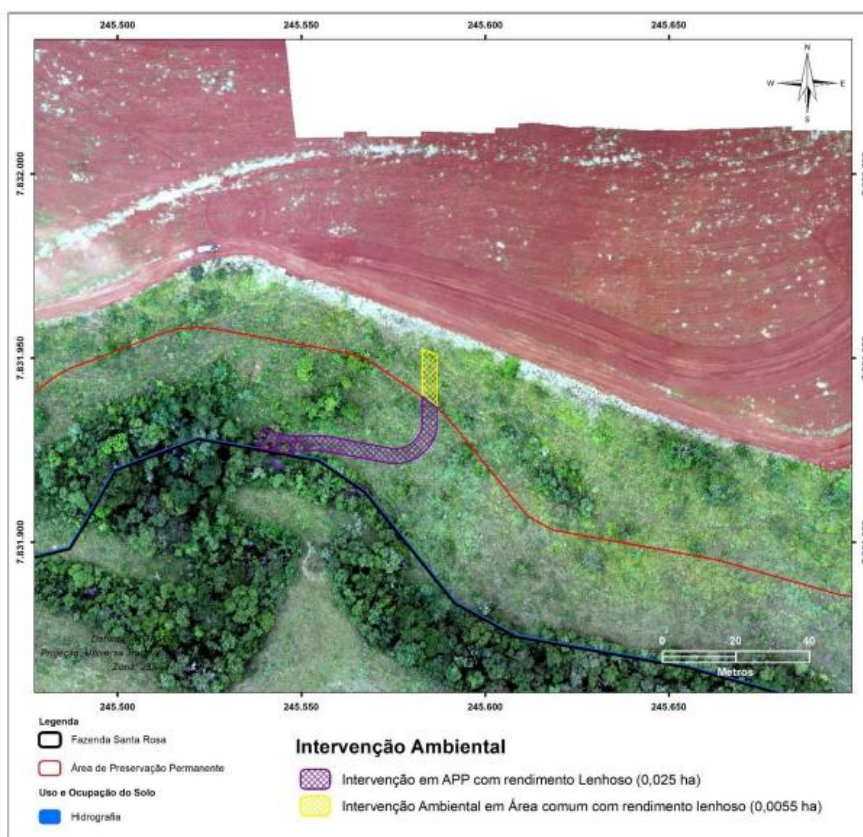 245.500 245.550 245.600 245.650
N
W E
S
7.832.000
7.831.950
7.831.900
0 20 40
Metros
245.500 245.550 245.600 245.650
Legenda
Fazenda Santa Rosa
Área de Preservação Permanente
Uso e Ocupação do Solo
Hidrografia
Intervenção Ambiental
Intervenção em APP com rendimento Lenhoso (0,025 ha)
Intervenção Ambiental em Área comum com rendimento lenhoso (0,0055 ha)